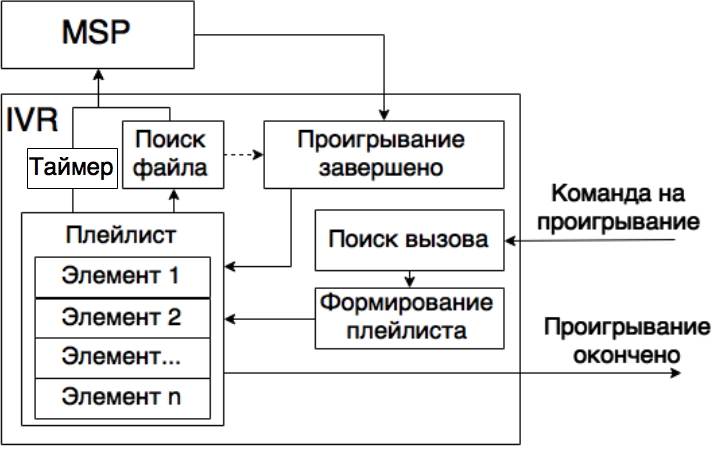 MSP
IVR
Таймер
Поиск
файла
Проигрывание
завершено
Команда на
проигрывание
Плейлист
Поиск вызова
Элемент 1
Элемент 2
Элемент...
Элемент n
Формирование
плейлиста
Проигрывание
окончено